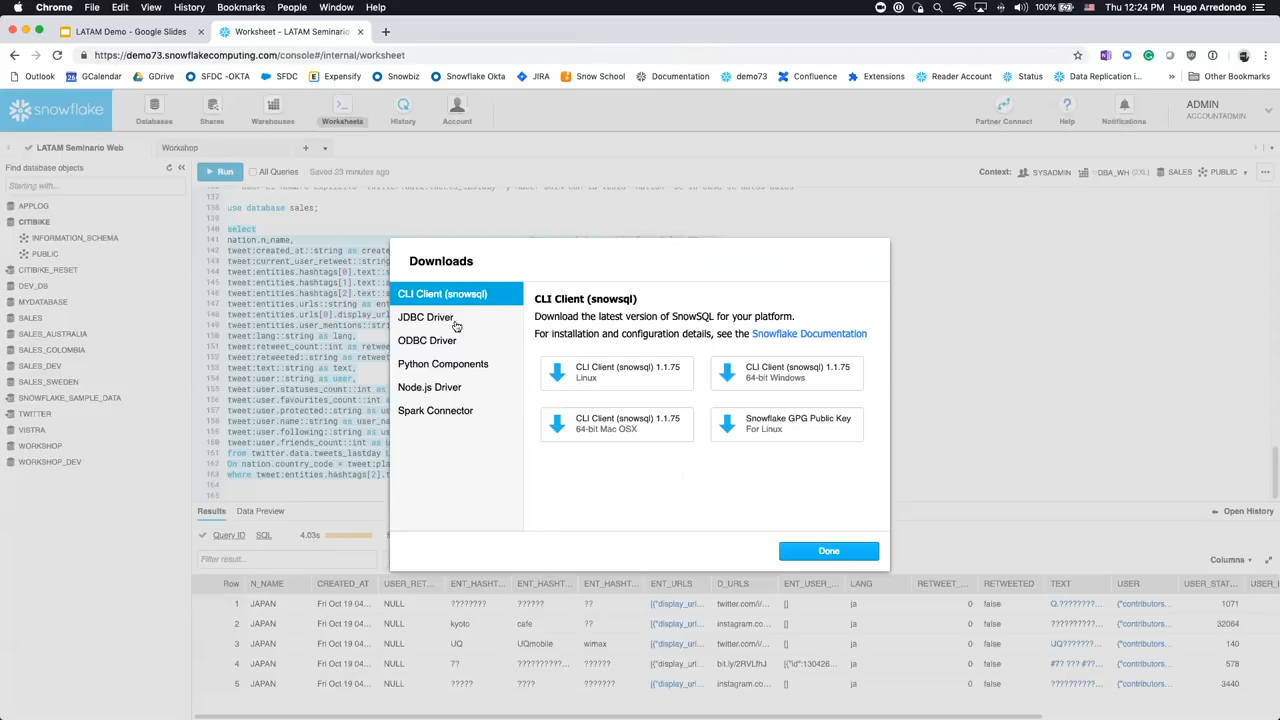 Chrome File Edit View History Bookmarks People Window Help 100% Thu 12:24 PM Hugo Arredondo
LATAM Demo - Google Slides Worksheet - LATAM Seminario
https://demo73.snowflakecomputing.com/console#/internal/worksheet
Outlook GCalendar GDrive SFDC -OKTA SFDC Expensify Snowbiz Snowflake Okta JIRA Snow School Documentation demo73 Confluence Extensions Reader Account Status Data Replication i... » Other Bookmarks
snowflake Databases Shares Warehouses Worksheets History Account Partner Connect Help Notifications ADMIN
ACCOUNTADMIN
LATAM Seminario Web Workshop
Find database objects
Run All Queries Saved 23 minutes ago Context: SYSADMIN DBA_WH (2XL) SALES PUBLIC
Starting with...
APPLOG
CITIBIKE
INFORMATION_SCHEMA
PUBLIC
CITIBIKE_RESET
DEV_DB
MYDATABASE
SALES
SALES_AUSTRALIA
SALES_COLOMBIA
SALES_DEV
SALES_SWEDEN
SNOWFLAKE_SAMPLE_DATA
TWITTER
VISTRA
WORKSHOP
WORKSHOP_DEV
137
138 use database sales;
139
140 select
141 nation.n_name,
142 tweet:created_at::string as create
143 tweet:current_user_retweet::string
144 tweet:entities.hashtags[0].text::s
145 tweet:entities.hashtags[1].text::s
146 tweet:entities.hashtags[2].text::s
147 tweet:entities.urls::string as ent
148 tweet:entities.urls[0].display_url
149 tweet:entities.user_mentions::stri
150 tweet:lang::string as lang,
151 tweet:retweet_count::int as retwee
152 tweet:retweeted::string as retweet
153 tweet:text::string as text,
154 tweet:user::string as user,
155 tweet:user.statuses_count::int as
156 tweet:user.favourites_count::int a
157 tweet:user.protected::string as us
158 tweet:user.name::string as user_na
159 tweet:user.following::string as us
160 tweet:user.friends_count::int as u
161 from twitter.data.tweets_lastday
162 On nation.country_code = tweet:pla
163 where tweet:entities.hashtags[2].t
164
165
Downloads
CLI Client (snowsql)
JDBC Driver
ODBC Driver
Python Components
Node.js Driver
Spark Connector
CLI Client (snowsql)
Download the latest version of SnowSQL for your platform.
For installation and configuration details, see the Snowflake Documentation
CLI Client (snowsql) 1.1.75
Linux
CLI Client (snowsql) 1.1.75
64-bit Windows
CLI Client (snowsql) 1.1.75
64-bit Mac OSX
Snowflake GPG Public Key
For Linux
Done
Results Data Preview Open History
Query ID SQL 4.03s
Filter result... Columns
Row N_NAME CREATED_AT USER_RET... ENT_HASHT... ENT_HASHT... ENT_HASHT... ENT_URLS D_URLS ENT_USER_... LANG RETWEET_... RETWEETED TEXT USER USER_STAT...
1 JAPAN Fri Oct 19 04... NULL ???????? ?????? ?? [{"display_url... twitter.com/i/... [] ja 0 false Q.????????... {"contributors... 1071
2 JAPAN Fri Oct 19 04... NULL kyoto cafe ?? [{"display_url... instagram.co... [] ja 0 false ??????????... {"contributors... 32064
3 JAPAN Fri Oct 19 04... NULL UQ UQmobile wimax [{"display_url... twitter.com/i/... [] ja 0 false UQ???????... {"contributors... 140
4 JAPAN Fri Oct 19 04... NULL ?? ??????????... ?????? [{"display_url... bit.ly/2RVLfhJ [{"id":130426... ja 0 false #?? ??? #??... {"contributors... 578
5 JAPAN Fri Oct 19 04... NULL ???? ???? ??????? [{"display_url... instagram.co... [] ja 0 false ??????????... {"contributors... 3440